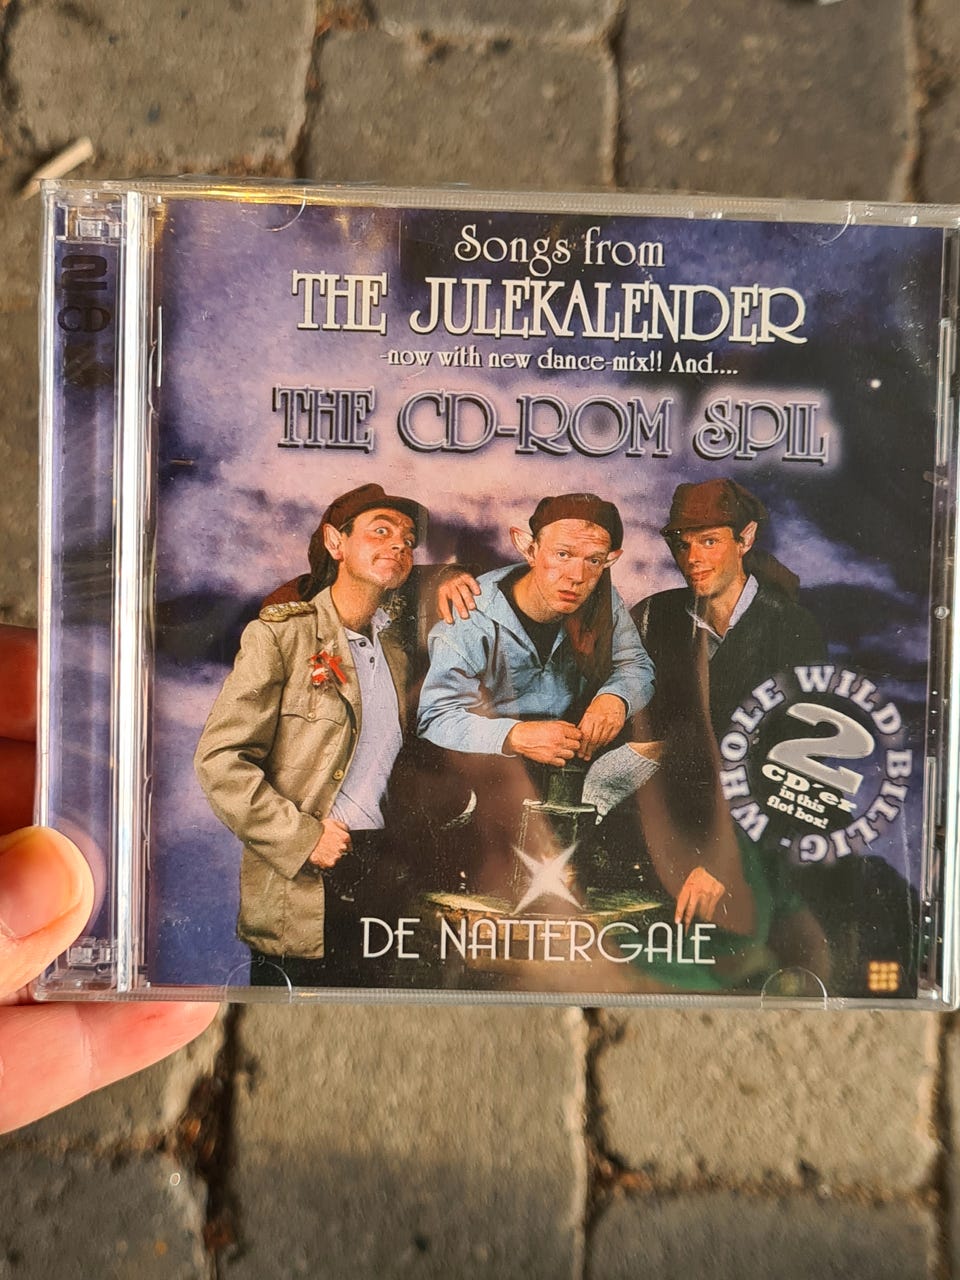 2
CD
Songs from
THE JULEKALENDER
-now with new dance-mix!! And....
THE CD-ROM SPIL
WHOLE WILD BILLIG·
2
CD'er
in this
flot box!
DE NATTERGALE